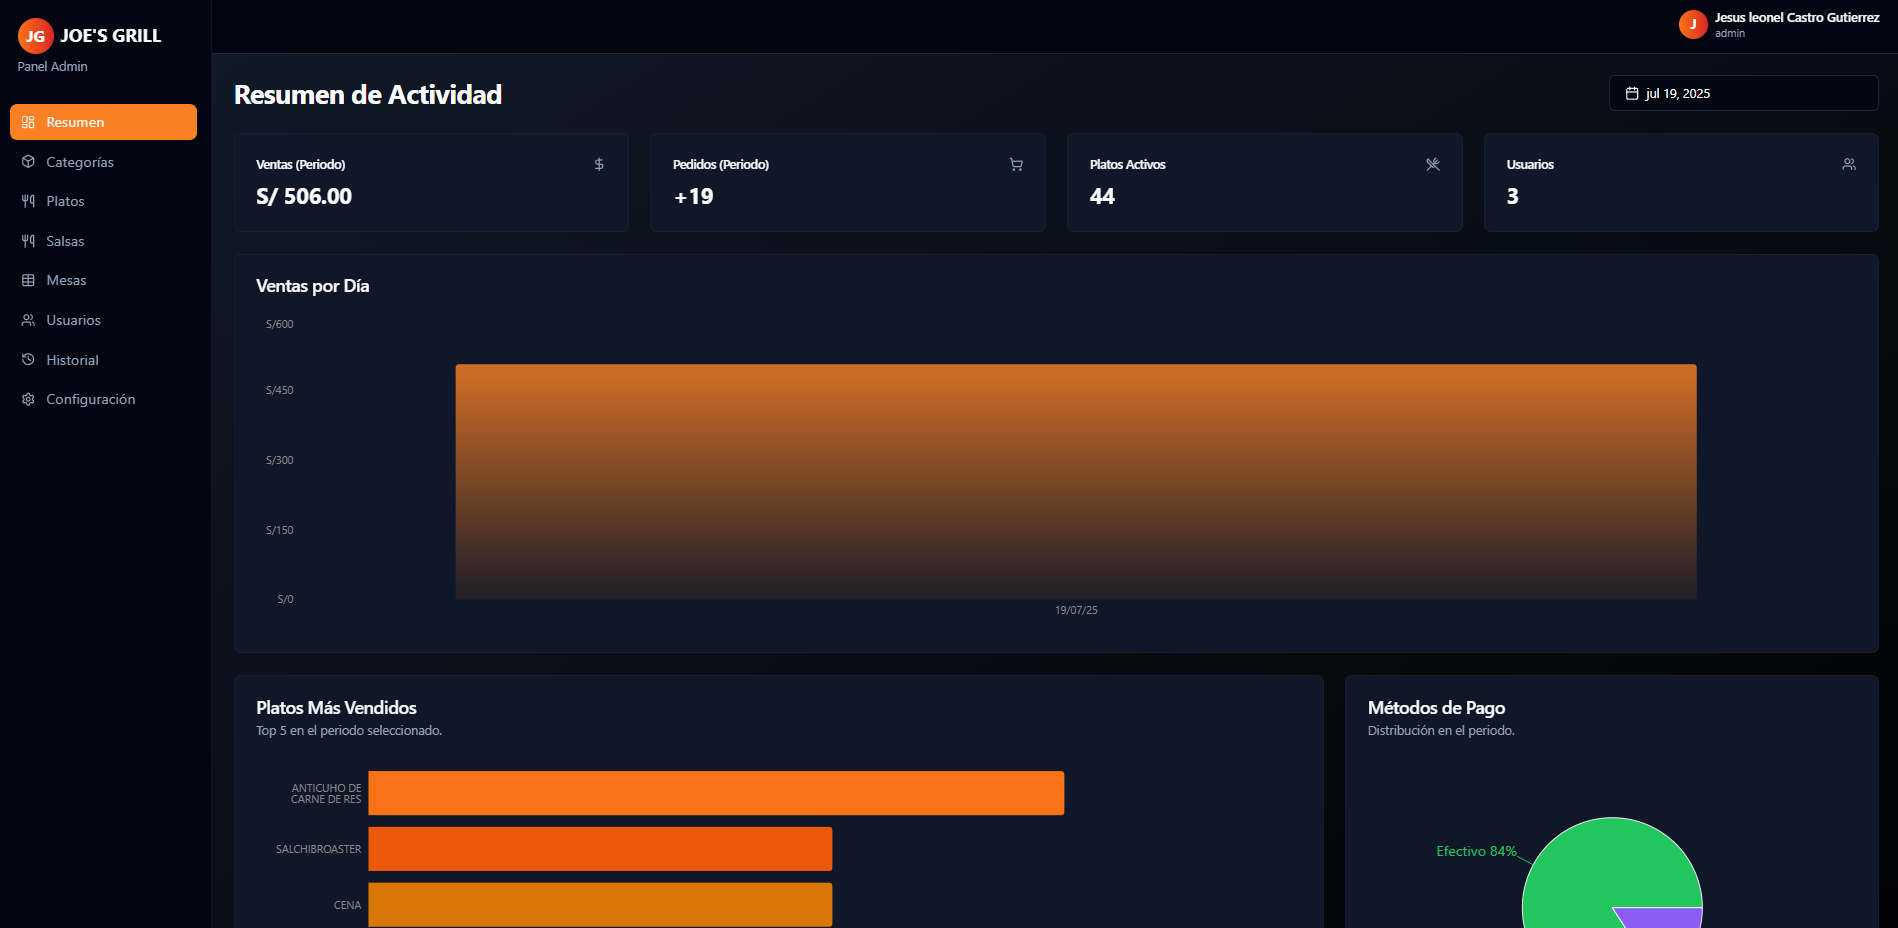 JG JOE'S GRILL
Panel Admin
Resumen
Categorías
Platos
Salsas
Mesas
Usuarios
Historial
Configuración
J
Jesus leonel Castro Gutierrez
admin
Resumen de Actividad
jul 19, 2025
Ventas (Periodo)
S/ 506.00
Pedidos (Periodo)
+19
Platos Activos
44
Usuarios
3
Ventas por Día
S/600
S/450
S/300
S/150
S/0
19/07/25
Platos Más Vendidos
Top 5 en el periodo seleccionado.
ANTICUHO DE
CARNE DE RES
SALCHIBROASTER
CENA
Métodos de Pago
Distribución en el periodo.
Efectivo 84%